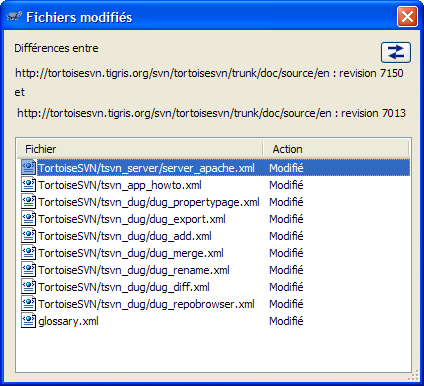 Fichiers modifiés
Différences entre
http://tortoisesvn.tigris.org/svn/tortoisesvn/trunk/doc/source/en : revision 7150
et
http://tortoisesvn.tigris.org/svn/tortoisesvn/trunk/doc/source/en : revision 7013
Fichier Action
TortoiseSVN/tsvn_server/server_apache.xml Modifié
TortoiseSVN/tsvn_app_howto.xml Modifié
TortoiseSVN/tsvn_dug/dug_propertypage.xml Modifié
TortoiseSVN/tsvn_dug/dug_export.xml Modifié
TortoiseSVN/tsvn_dug/dug_add.xml Modifié
TortoiseSVN/tsvn_dug/dug_merge.xml Modifié
TortoiseSVN/tsvn_dug/dug_rename.xml Modifié
TortoiseSVN/tsvn_dug/dug_diff.xml Modifié
TortoiseSVN/tsvn_dug/dug_repobrowser.xml Modifié
glossary.xml Modifié